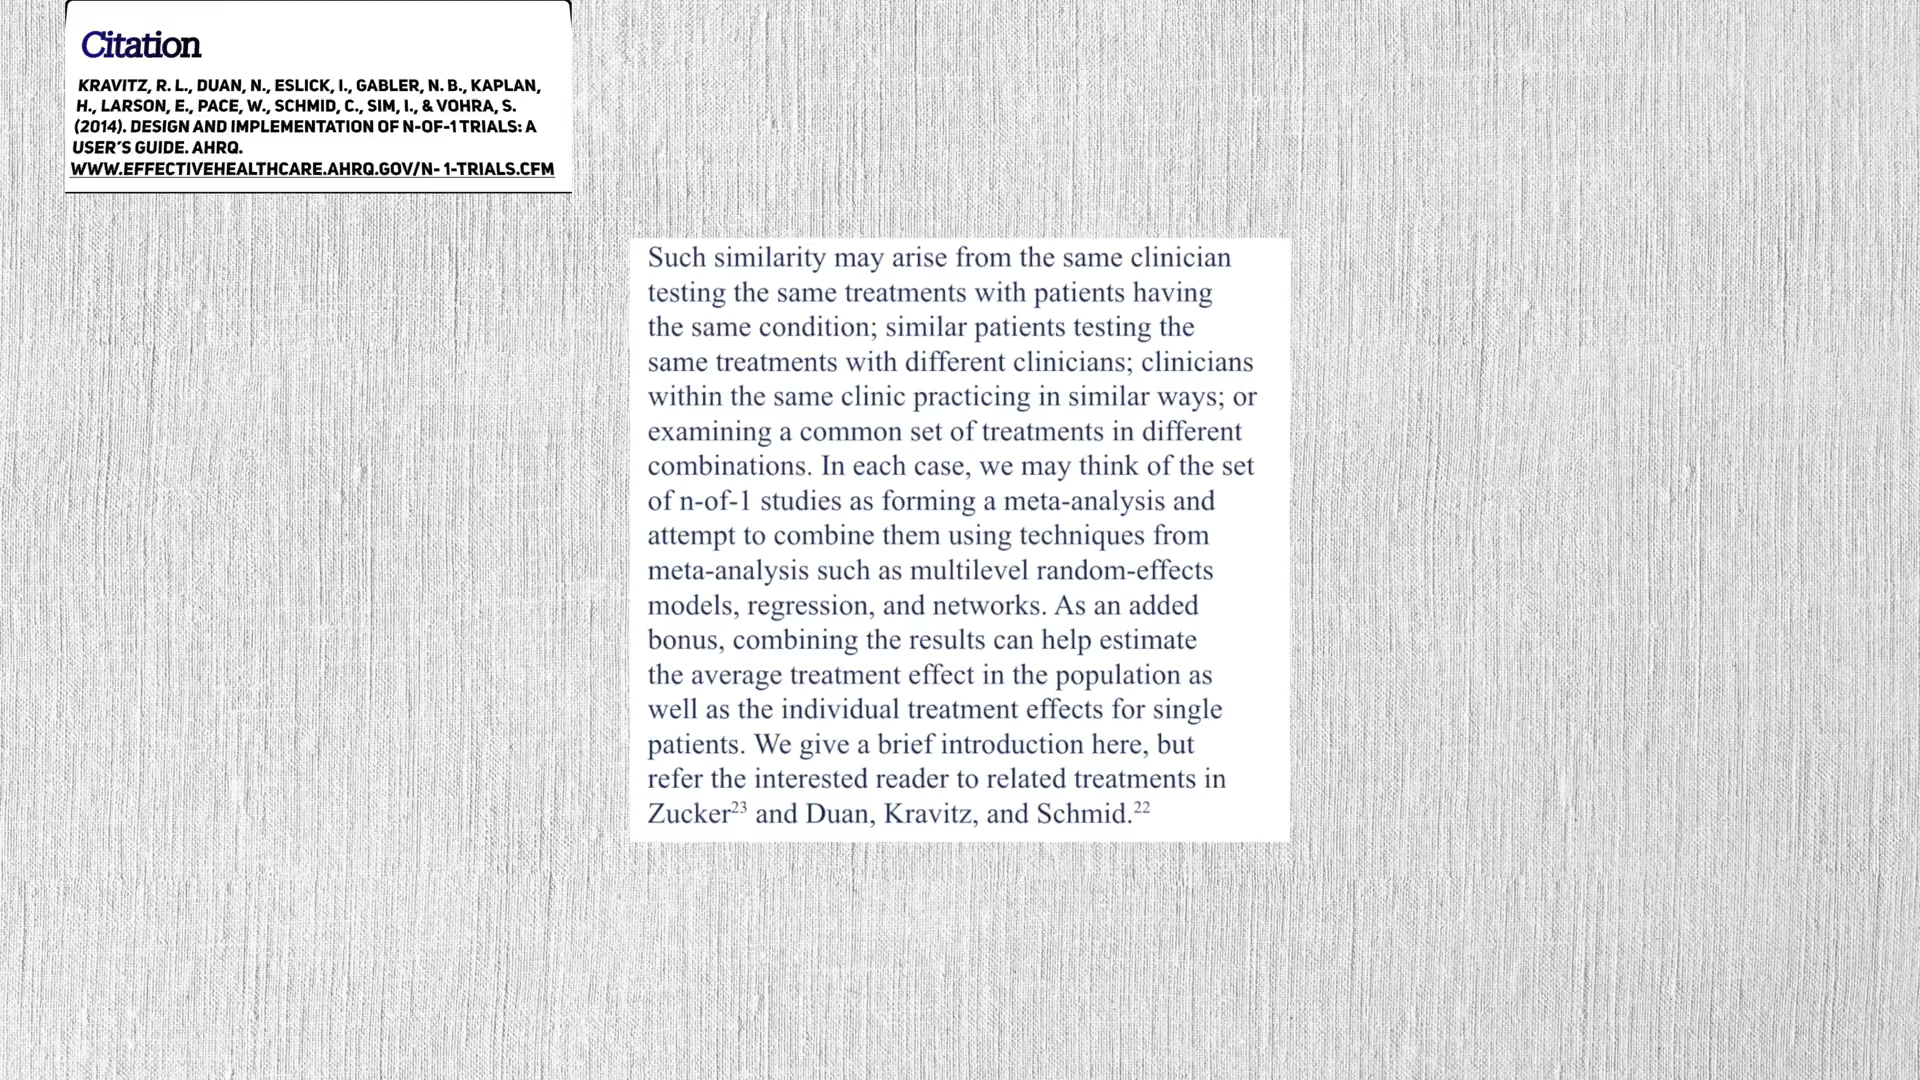 Citation
KRAVITZ, R. L., DUAN, N., ESLICK, I., GABLER, N. B., KAPLAN,
H., LARSON, E., PACE, W., SCHMID, C., SIM, I., & VOHRA, S.
(2014). DESIGN AND IMPLEMENTATION OF N-OF-1 TRIALS: A
USER'S GUIDE. AHRQ.
WWW.EFFECTIVEHEALTHCARE.AHRQ.GOV/N- 1-TRIALS.CFM
Such similarity may arise from the same clinician
testing the same treatments with patients having
the same condition; similar patients testing the
same treatments with different clinicians; clinicians
within the same clinic practicing in similar ways; or
examining a common set of treatments in different
combinations. In each case, we may think of the set
of n-of-1 studies as forming a meta-analysis and
attempt to combine them using techniques from
meta-analysis such as multilevel random-effects
models, regression, and networks. As an added
bonus, combining the results can help estimate
the average treatment effect in the population as
well as the individual treatment effects for single
patients. We give a brief introduction here, but
refer the interested reader to related treatments in
Zucker²³ and Duan, Kravitz, and Schmid.²²